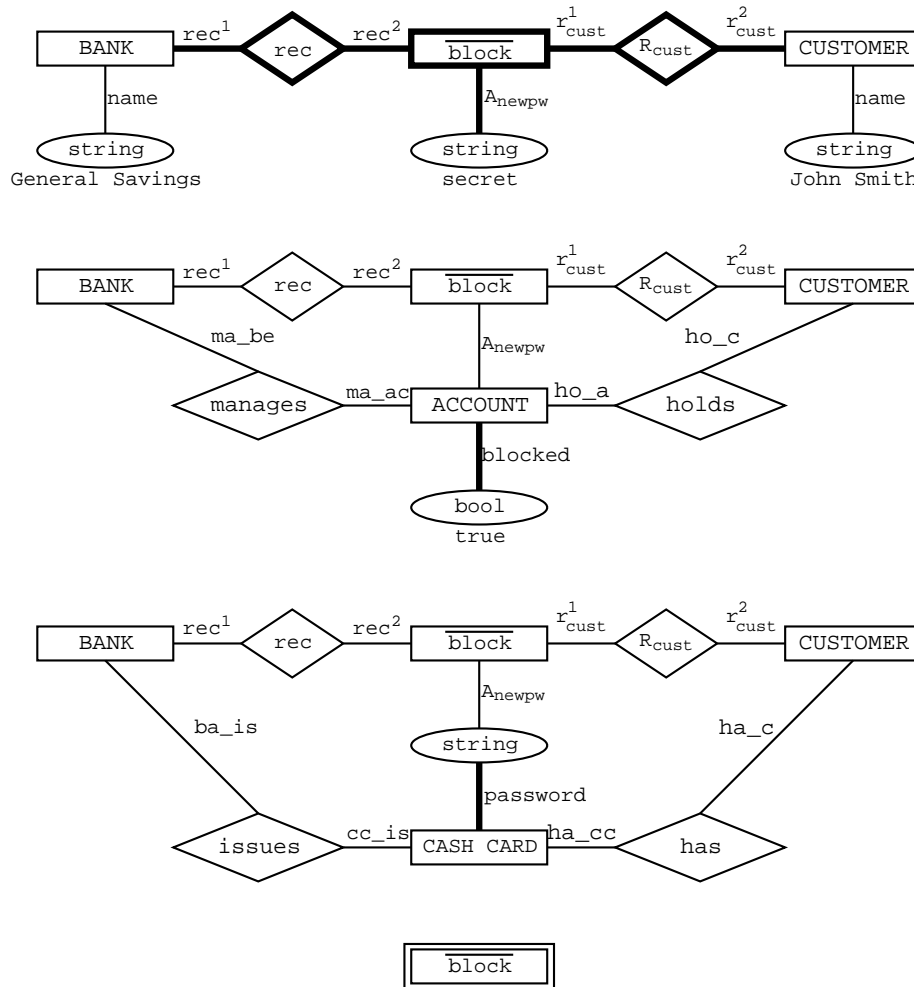 BANK rec¹ rec rec² block r¹cust Rcust r²cust CUSTOMER
name Anewpw name
string string string
General Savings secret John Smith
BANK rec¹ rec rec² block r¹cust Rcust r²cust CUSTOMER
ma_be Anewpw ho_c
manages ma_ac ACCOUNT ho_a holds
blocked
bool
true
BANK rec¹ rec rec² block r¹cust Rcust r²cust CUSTOMER
Anewpw
ba_is string ha_c
password
issues cc_is CASH CARD ha_cc has
block